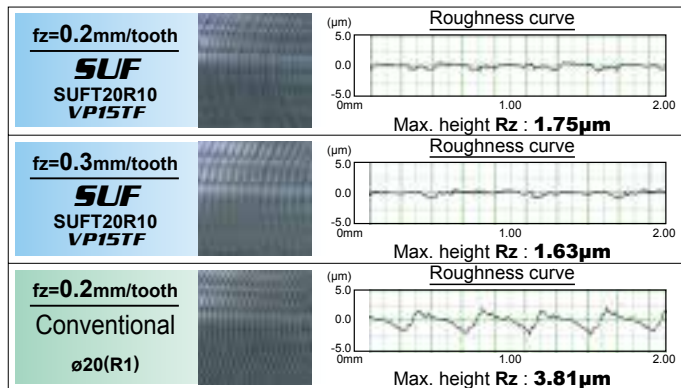 fz=0.2mm/tooth
SUF
SUFT20R10
VP15TF
Roughness curve
(μm)
5.0
0.0
-5.0
0mm 1.00 2.00
Max. height Rz : 1.75μm
fz=0.3mm/tooth
SUF
SUFT20R10
VP15TF
Roughness curve
(μm)
5.0
0.0
-5.0
0mm 1.00 2.00
Max. height Rz : 1.63μm
fz=0.2mm/tooth
Conventional
ø20(R1)
Roughness curve
(μm)
5.0
0.0
-5.0
0mm 1.00 2.00
Max. height Rz : 3.81μm